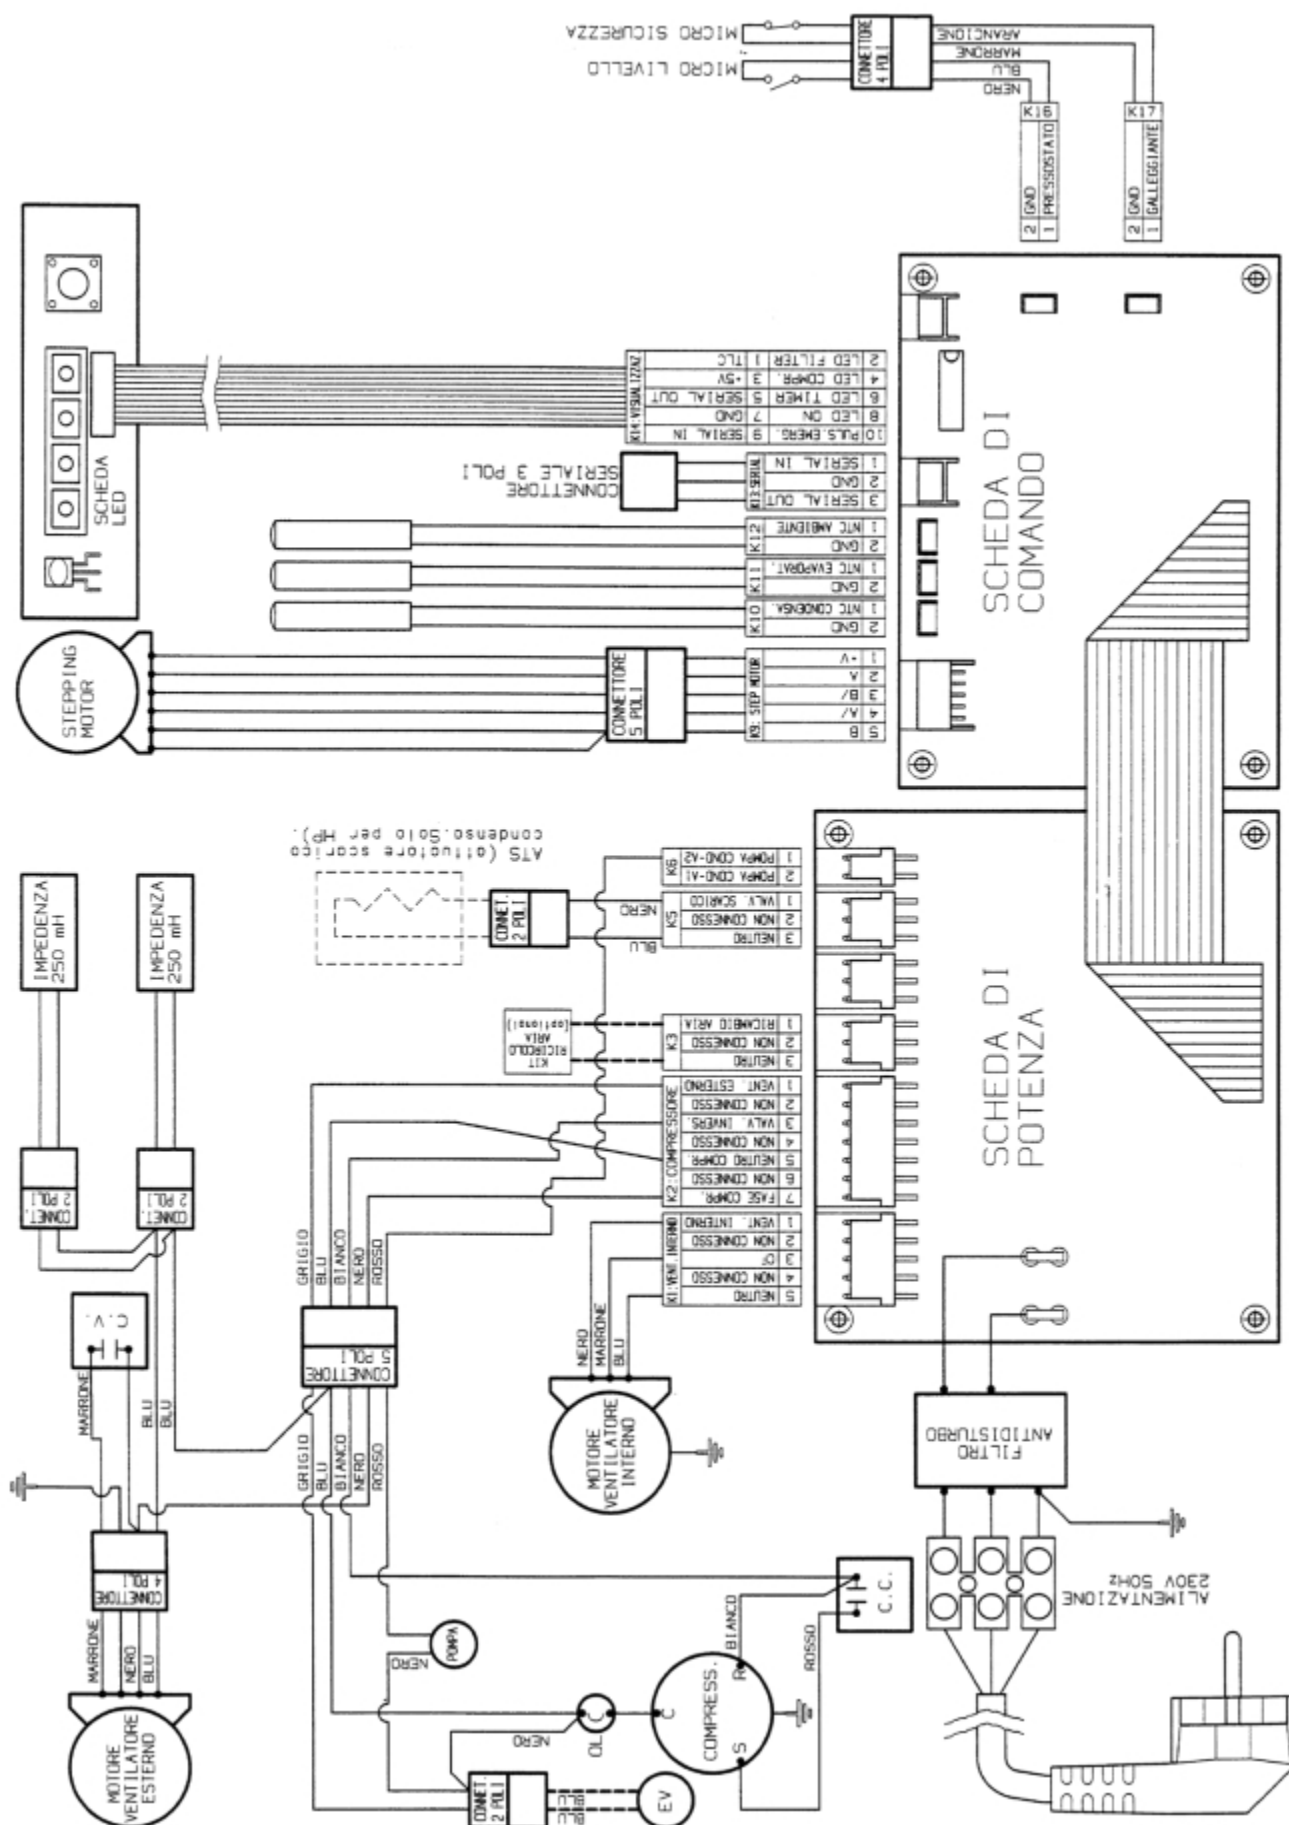 MICRO SICUREZZA
MICRO LIVELLO
CONNETTORE
4 POLI
ARANCIONE
MARRONE
BLU
NERO
K16
2 GND
1 PRESSOSTATO
K17
2 GND
1 GALLEGGIANTE
SCHEDA
LED
K14:VISUALIZZAZ
2 LED FILTER 1 TLC
4 LED COMPR. 3 +5V
6 LED TIMER 5 SERIAL OUT
8 LED ON 7 GND
10 PULS.EMERG. 9 SERIAL IN
CONNETTORE
SERIALE 3 POLI
K13:SERIAL
1 SERIAL IN
2 GND
3 SERIAL OUT
K12
1 NTC AMBIENTE
2 GND
K11
1 NTC EVAPORAT.
2 GND
K10
1 NTC CONDENSA.
2 GND
STEPPING
MOTOR
CONNETTORE
5 POLI
K9: STEP MOTOR
1 +V
2 A
3 B/
4 A/
5 B
SCHEDA DI
COMANDO
ATS (attuatore scarico
condenso.Solo per HP).
CONNET.
2 POLI
NERO
BLU
K6
1 POMPA COND-A2
2 POMPA COND-A1
K5
1 VALV. SCARICO
2 NON CONNESSO
3 NEUTRO
KIT
RICIRCOLO
ARIA
(optional)
K3
1 RICAMBIO ARIA
2 NON CONNESSO
3 NEUTRO
K2:COMPRESSORE
1 VENT. ESTERNO
2 NON CONNESSO
3 VALV. INVERS.
4 NON CONNESSO
5 NEUTRO COMPR.
6 NON CONNESSO
7 FASE COMPR.
K1:VENT.INTERNO
1 VENT. INTERNO
2 NON CONNESSO
3 CF
4 NON CONNESSO
5 NEUTRO
SCHEDA DI
POTENZA
IMPEDENZA
250 mH
IMPEDENZA
250 mH
CONNET.
2 POLI
CONNET.
2 POLI
C.V.
MARRONE
BLU
BLU
GRIGIO
BLU
BIANCO
NERO
ROSSO
CONNETTORE
5 POLI
GRIGIO
BLU
BIANCO
NERO
ROSSO
NERO
MARRONE
BLU
MOTORE
VENTILATORE
INTERNO
FILTRO
ANTIDISTURBO
ALIMENTAZIONE
230V 50Hz
CONNETTORE
4 POLI
MARRONE
NERO
BLU
MOTORE
VENTILATORE
ESTERNO
POMPA
NERO
NERO
OL
C
COMPRESS.
R
S
BIANCO
ROSSO
C.C.
CONNET.
2 POLI
BLU
BLU
EV